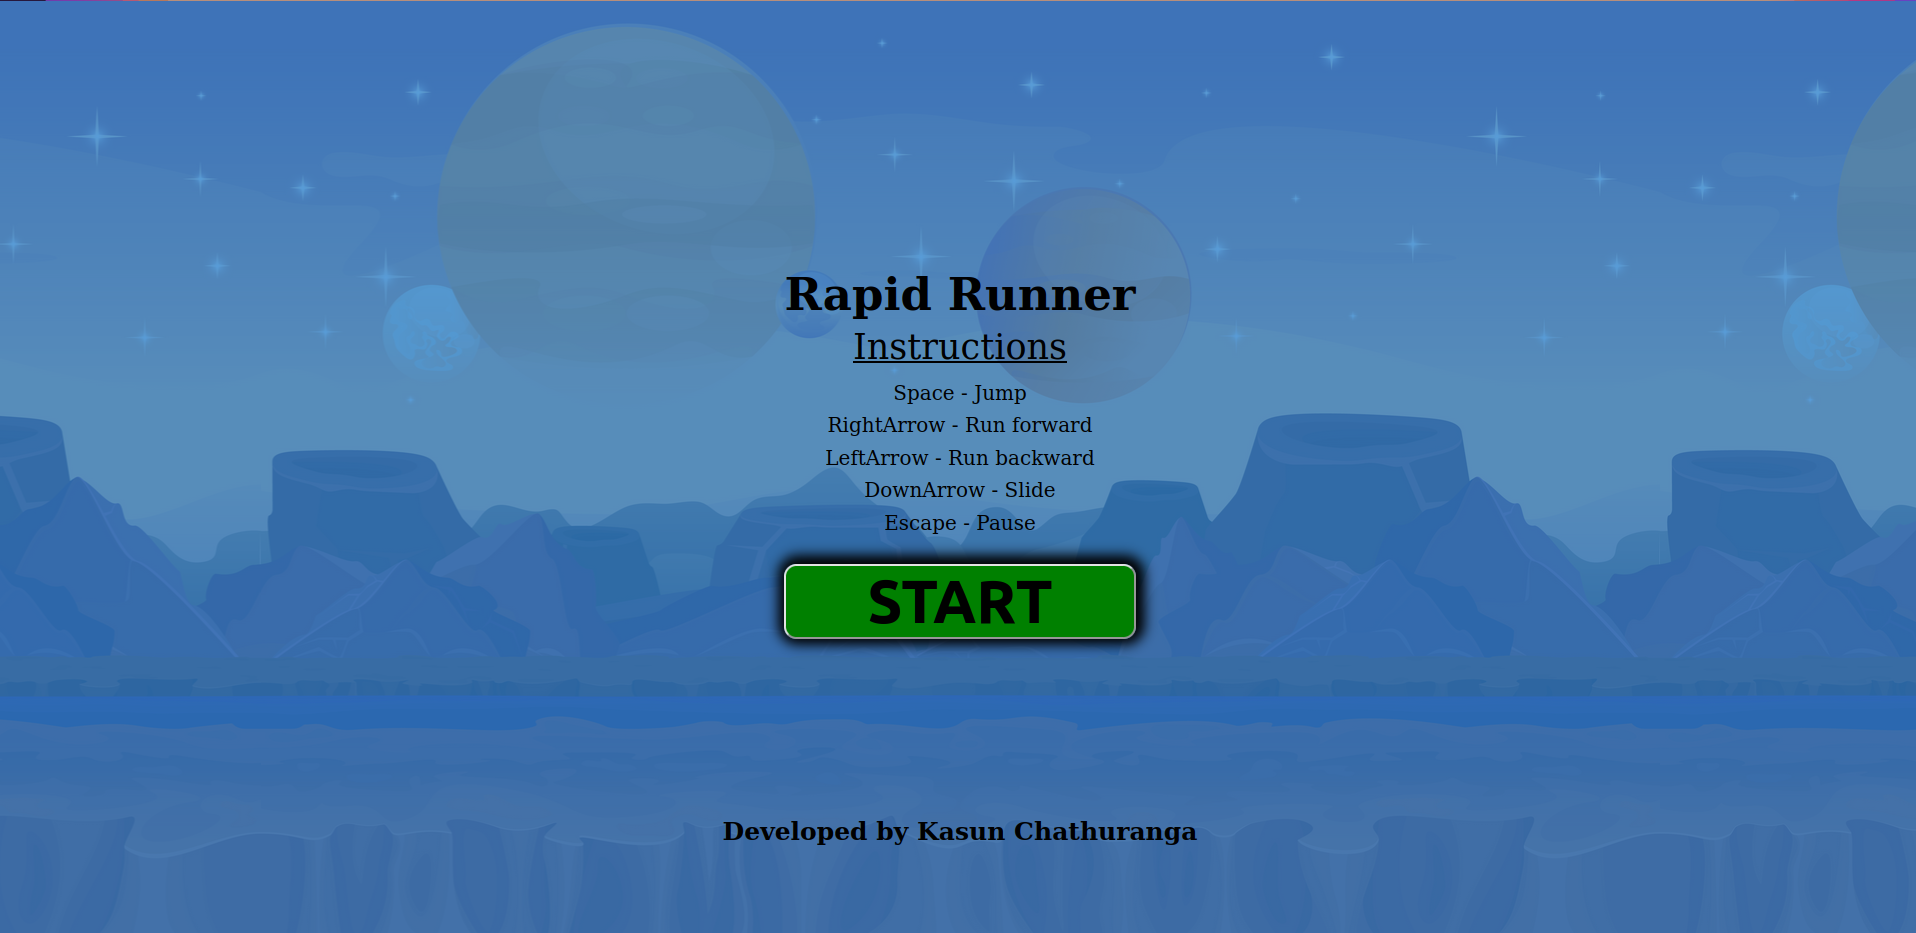 Rapid Runner
Instructions
Space - Jump
RightArrow - Run forward
LeftArrow - Run backward
DownArrow - Slide
Escape - Pause
START
Developed by Kasun Chathuranga